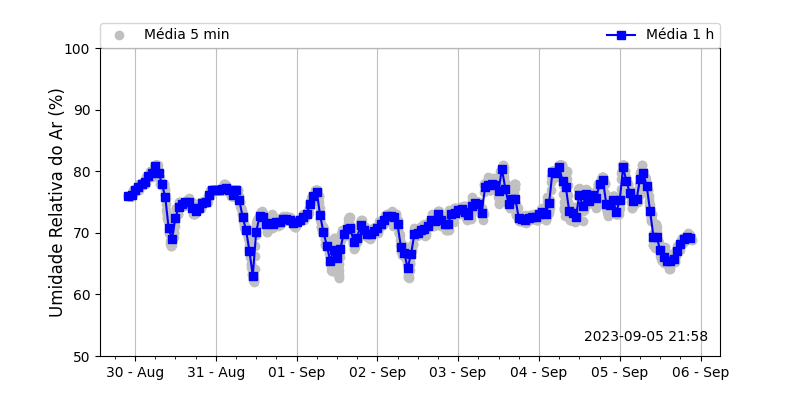 Média 5 min
Média 1 h
Umidade Relativa do Ar (%)
100
90
80
70
60
50
2023-09-05 21:58
30 - Aug
31 - Aug
01 - Sep
02 - Sep
03 - Sep
04 - Sep
05 - Sep
06 - Sep